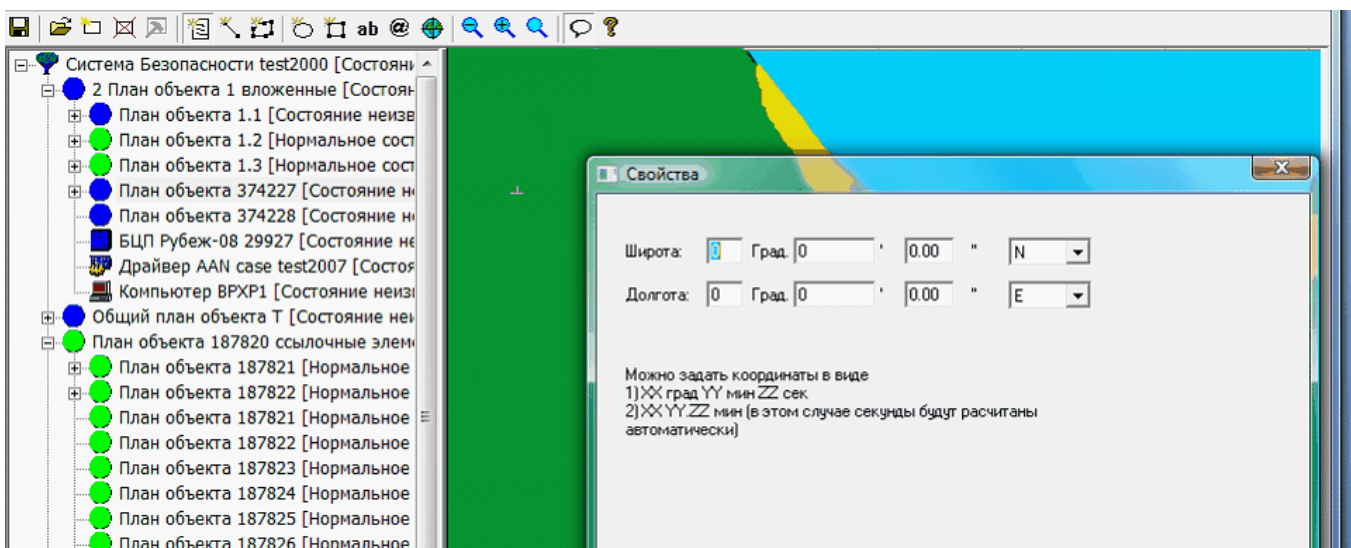 ab @ ?
Система Безопасности test2000 [Состояни
2 План объекта 1 вложенные [Состоян
План объекта 1.1 [Состояние неизв
План объекта 1.2 [Нормальное сост
План объекта 1.3 [Нормальное сост
План объекта 374227 [Состояние не
План объекта 374228 [Состояние не
БЦП Рубеж-08 29927 [Состояние не
Драйвер AAN case test2007 [Состоя
Компьютер BPXP1 [Состояние неизв
Общий план объекта Т [Состояние неи
План объекта 187820 ссылочные элеме
План объекта 187821 [Нормальное
План объекта 187822 [Нормальное
План объекта 187821 [Нормальное
План объекта 187822 [Нормальное
План объекта 187823 [Нормальное
План объекта 187824 [Нормальное
План объекта 187825 [Нормальное
План объекта 187826 [Нормальное
Свойства
Широта: 0 Град. 0 ' 0.00 " N
Долгота: 0 Град. 0 ' 0.00 " E
Можно задать координаты в виде
1)XX град YY мин ZZ сек
2)XX YY.ZZ мин (в этом случае секунды будут расчитаны
автоматически)